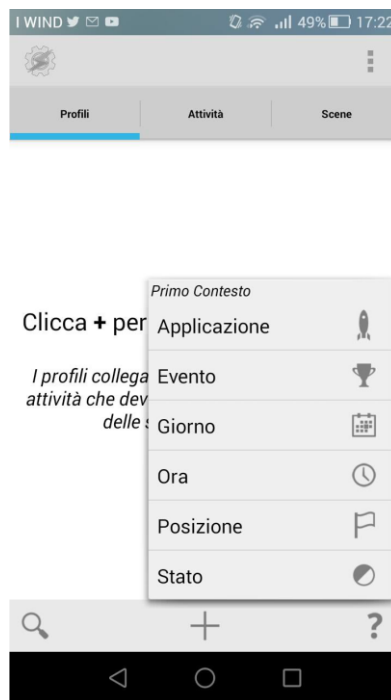 I WIND 49% 17:22
Profili Attività Scene
Primo Contesto
Clicca + per
Applicazione
I profili collega
Evento
attività che dev
delle s
Giorno
Ora
Posizione
Stato
?